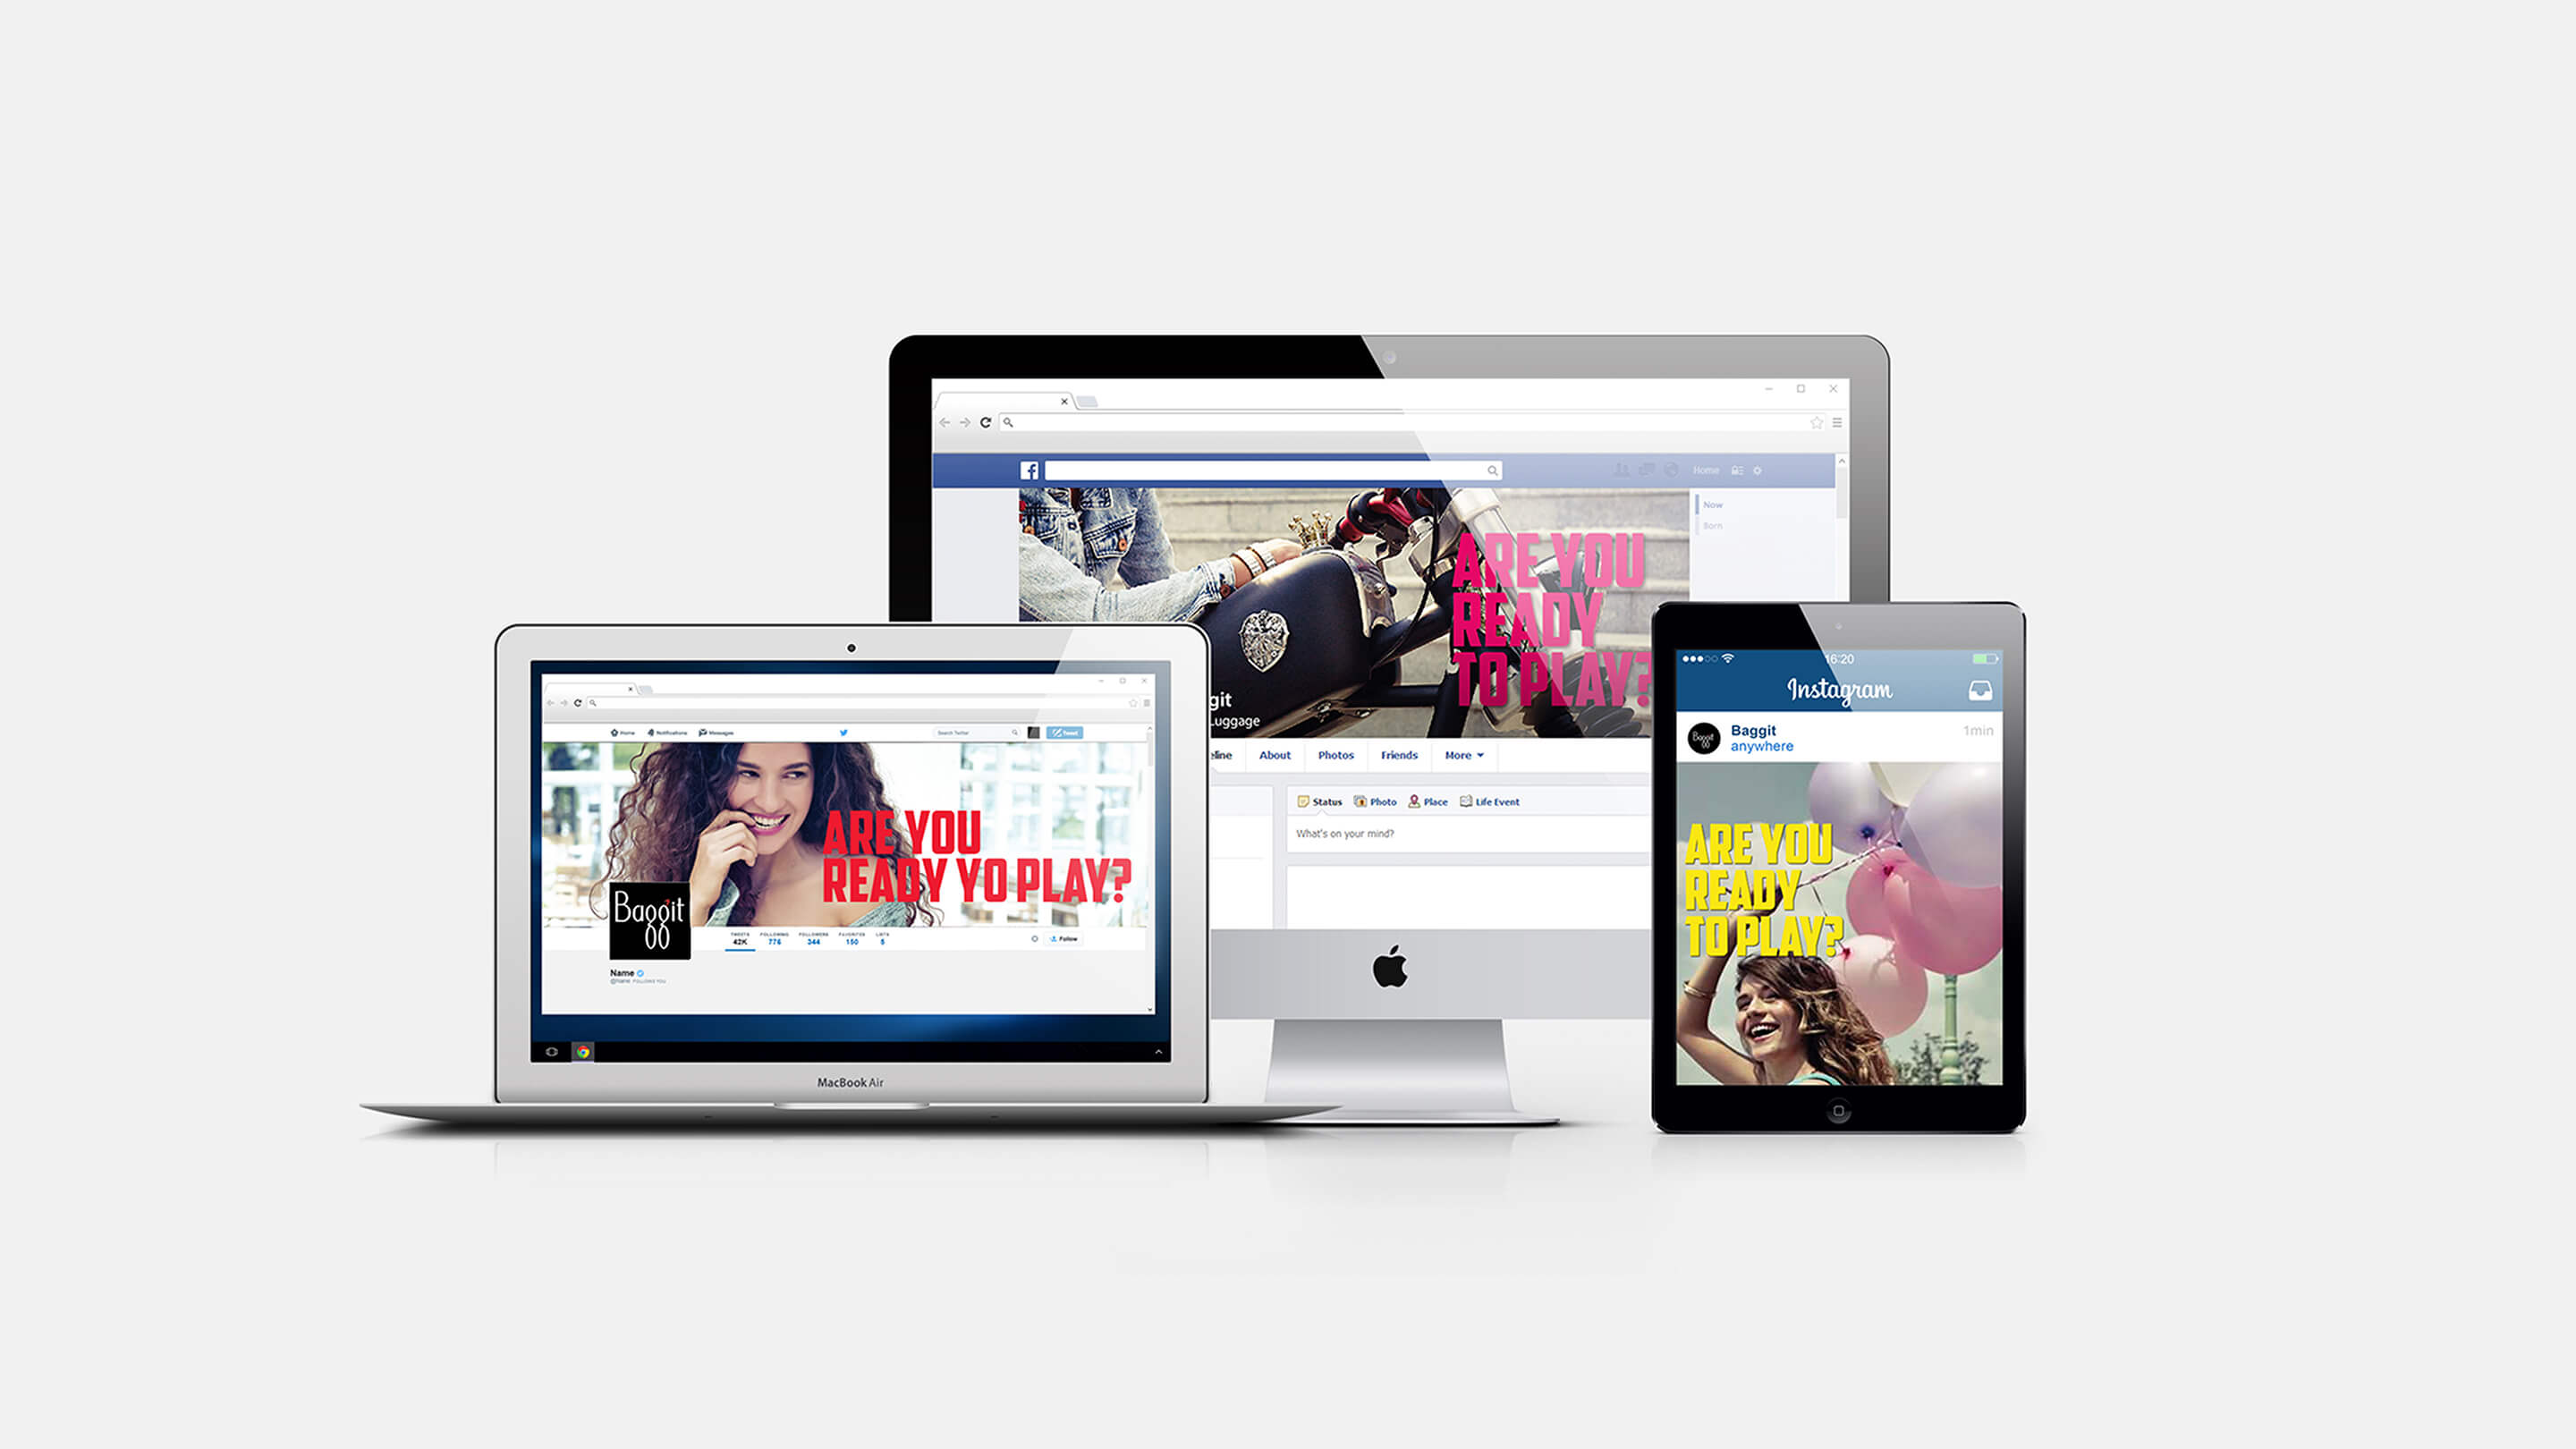 Home
Now
Born
ARE YOU
READY
TO PLAY?
git
Luggage
eline About Photos Friends More
Status Photo Place Life Event
What's on your mind?
Home Notifications Messages Search Twitter Tweet
ARE YOU
READY YO PLAY?
Baggit
TWEETS FOLLOWING FOLLOWERS FAVORITES LISTS
42K 776 344 150 5
Follow
Name
@Name FOLLOWS YOU
MacBook Air
16:20
Instagram
Baggit
Baggit 1min
anywhere
ARE YOU
READY
TO PLAY?